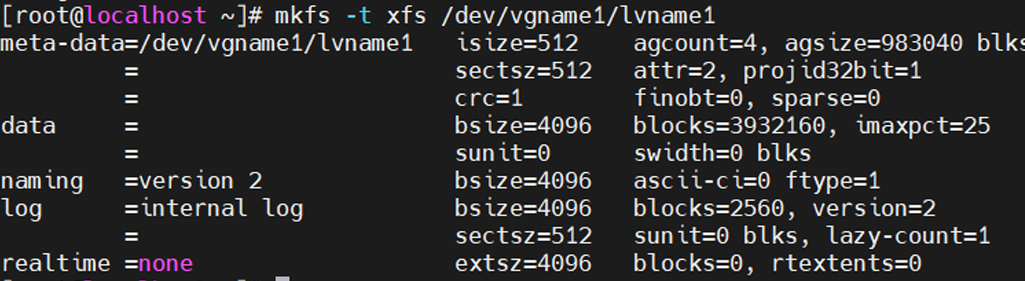 [root@localhost ~]# mkfs -t xfs /dev/vgname1/lvname1
meta-data=/dev/vgname1/lvname1   isize=512    agcount=4, agsize=983040 blks
         =                       sectsz=512   attr=2, projid32bit=1
         =                       crc=1        finobt=0, sparse=0
data     =                       bsize=4096   blocks=3932160, imaxpct=25
         =                       sunit=0      swidth=0 blks
naming   =version 2              bsize=4096   ascii-ci=0 ftype=1
log      =internal log           bsize=4096   blocks=2560, version=2
         =                       sectsz=512   sunit=0 blks, lazy-count=1
realtime =none                   extsz=4096   blocks=0, rtextents=0